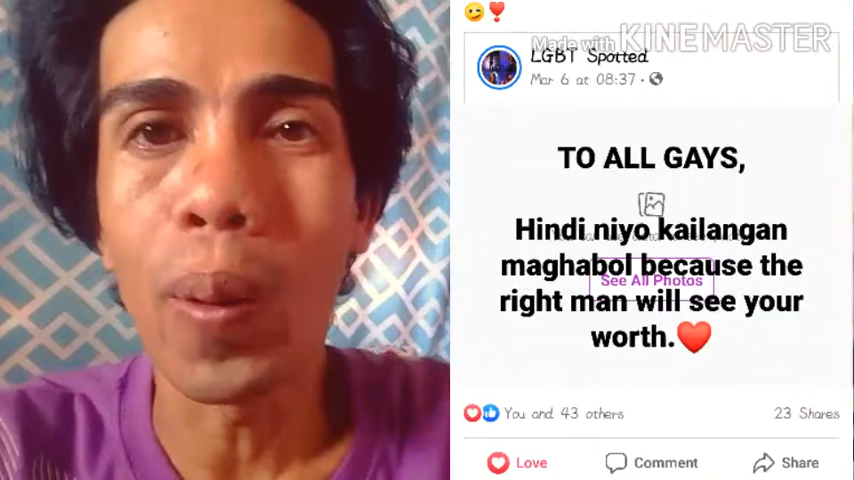 😉❣️
Made with KINEMASTER
LGBT Spotted
Mar 6 at 08:37 ·
TO ALL GAYS,
Hindi niyo kailangan
maghabol because the
See All Photos
right man will see your
worth.❤️
You and 43 others
23 Shares
Love
Comment
Share